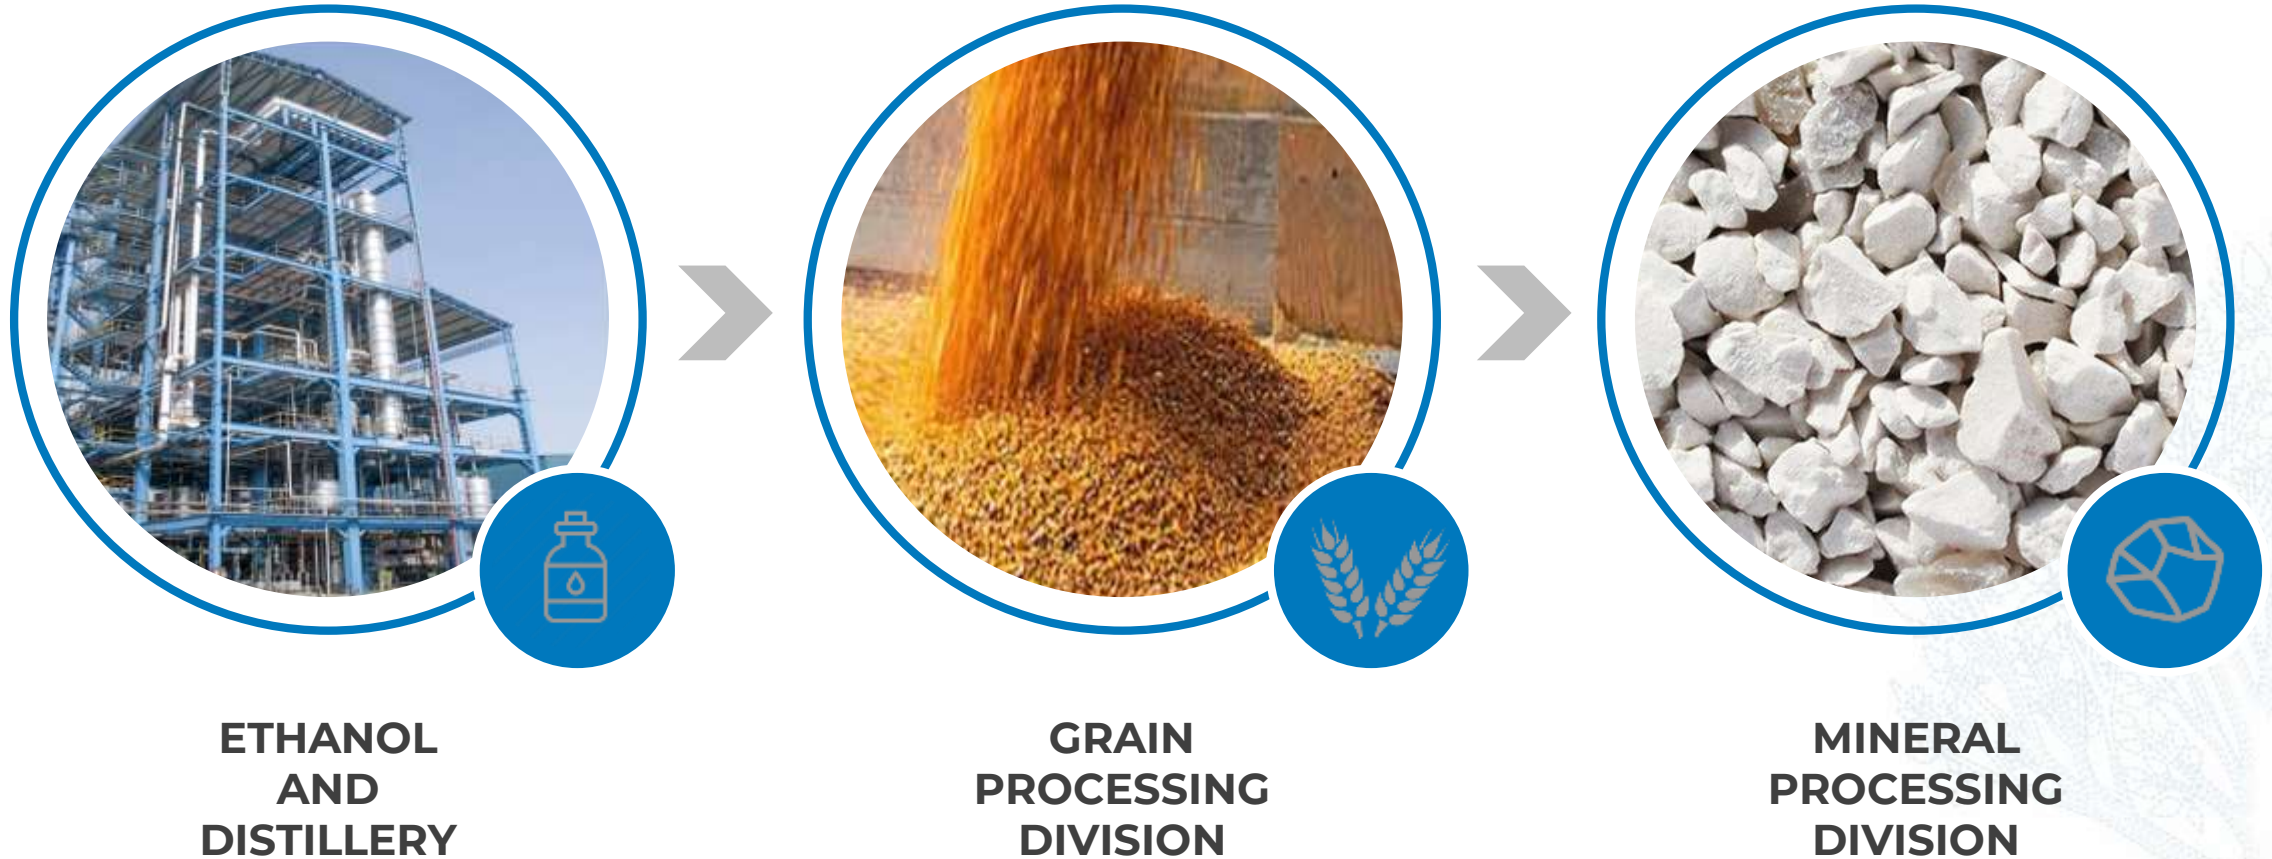 ETHANOL
AND
DISTILLERY
GRAIN
PROCESSING
DIVISION
MINERAL
PROCESSING
DIVISION